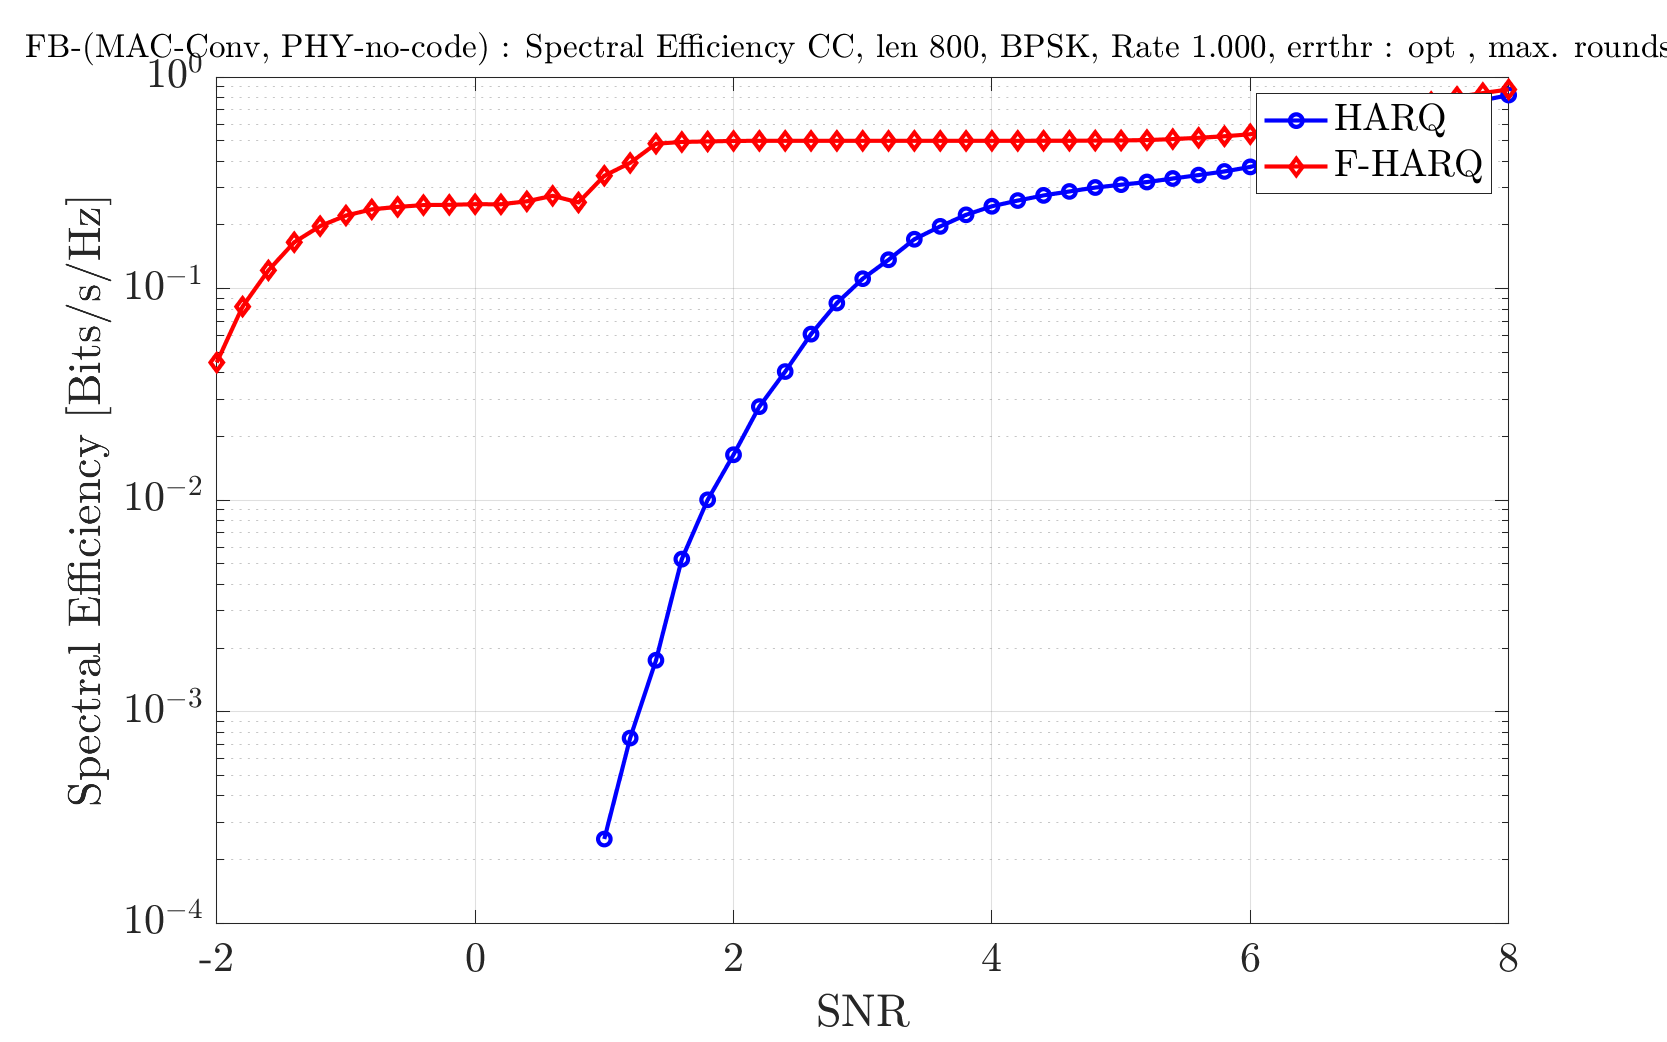 FB-(MAC-Conv, PHY-no-code) : Spectral Efficiency CC, len 800, BPSK, Rate 1.000, errthr : opt , max. rounds
10^0
10^{-1}
10^{-2}
10^{-3}
10^{-4}
Spectral Efficiency [Bits/s/Hz]
HARQ
F-HARQ
-2 0 2 4 6 8
SNR